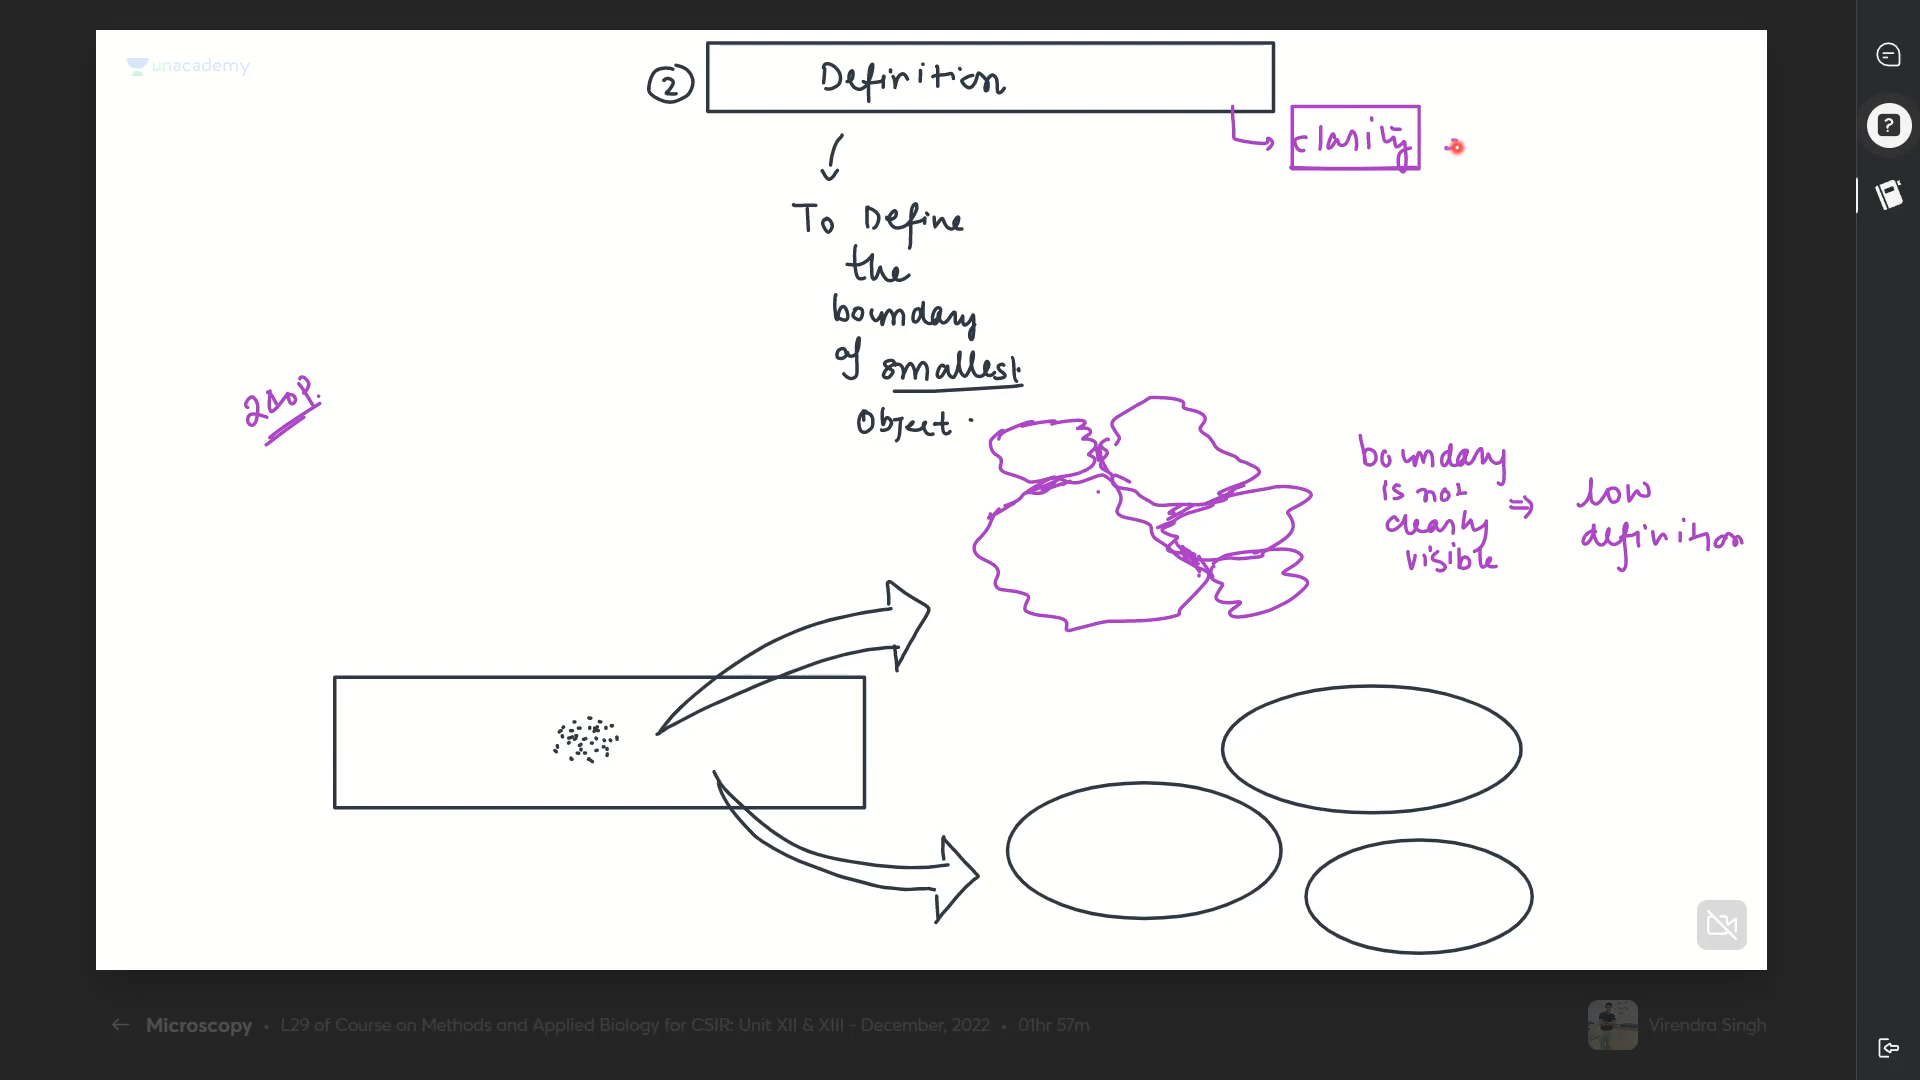 unacademy
2 Definition
clarity
To Define
the
boundary
of smallest
Object.
boundary
is not
clearly
visible
⇒ low
definition
Microscopy • L29 of Course on Methods and Applied Biology for CSIR: Unit XII & XIII - December, 2022 • 01hr 57m
Virendra Singh